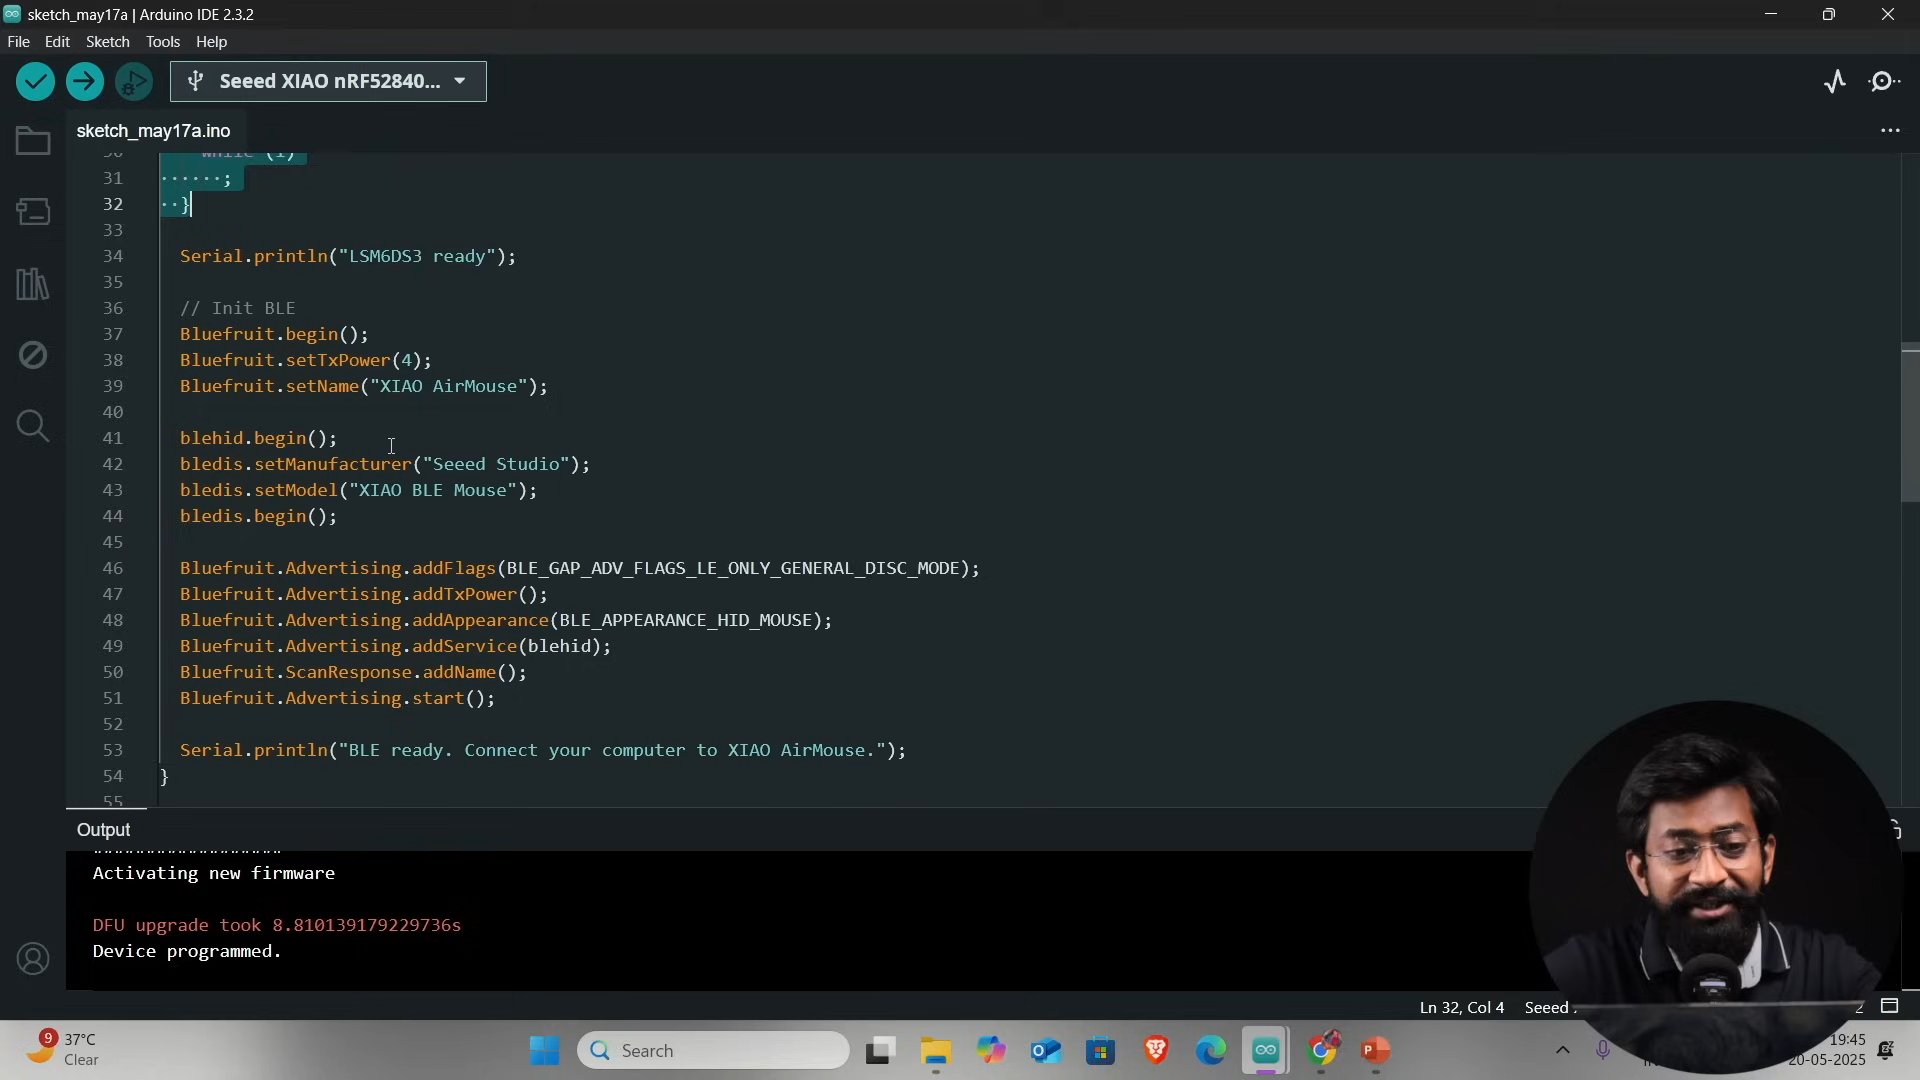 sketch_may17a | Arduino IDE 2.3.2
File Edit Sketch Tools Help
Seeed XIAO nRF52840...
sketch_may17a.ino
while (1)
31 ······;
32 ··}
33
34 Serial.println("LSM6DS3 ready");
35
36 // Init BLE
37 Bluefruit.begin();
38 Bluefruit.setTxPower(4);
39 Bluefruit.setName("XIAO AirMouse");
40
41 blehid.begin();
42 bledis.setManufacturer("Seeed Studio");
43 bledis.setModel("XIAO BLE Mouse");
44 bledis.begin();
45
46 Bluefruit.Advertising.addFlags(BLE_GAP_ADV_FLAGS_LE_ONLY_GENERAL_DISC_MODE);
47 Bluefruit.Advertising.addTxPower();
48 Bluefruit.Advertising.addAppearance(BLE_APPEARANCE_HID_MOUSE);
49 Bluefruit.Advertising.addService(blehid);
50 Bluefruit.ScanResponse.addName();
51 Bluefruit.Advertising.start();
52
53 Serial.println("BLE ready. Connect your computer to XIAO AirMouse.");
54 }
55
Output
Activating new firmware
DFU upgrade took 8.810139179229736s
Device programmed.
Ln 32, Col 4 Seeed 2
9 37°C
Clear
Search
19:45
20-05-2025